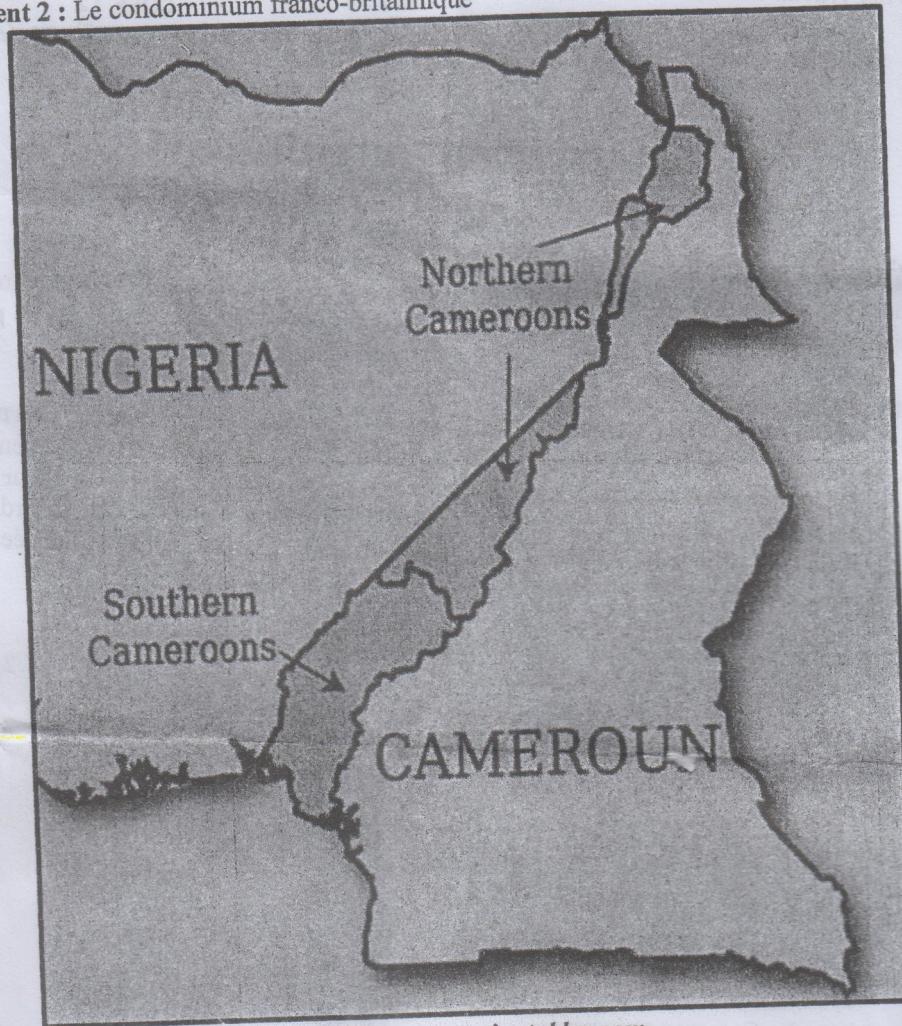 ent 2 : Le condominium franco-britannique
Northern
Cameroons
NIGERIA
Southern
Cameroons
CAMEROUN